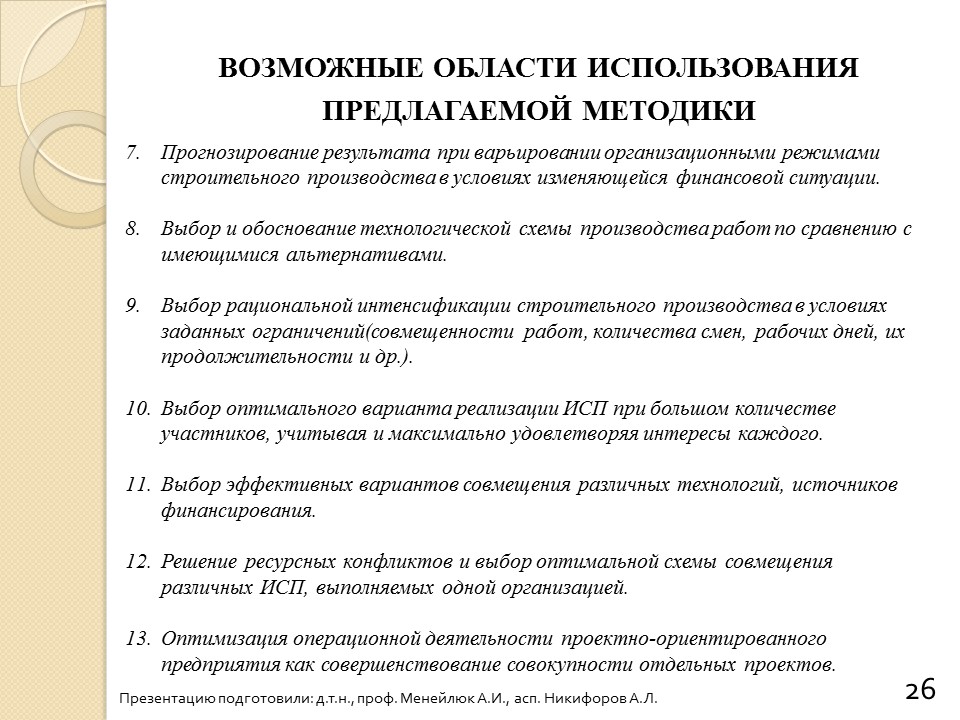 ВОЗМОЖНЫЕ ОБЛАСТИ ИСПОЛЬЗОВАНИЯ
ПРЕДЛАГАЕМОЙ МЕТОДИКИ
7. Прогнозирование результата при варьировании организационными режимами
строительного производства в условиях изменяющейся финансовой ситуации.
8. Выбор и обоснование технологической схемы производства работ по сравнению с
имеющимися альтернативами.
9. Выбор рациональной интенсификации строительного производства в условиях
заданных ограничений(совмещенности работ, количества смен, рабочих дней, их
продолжительности и др.).
10. Выбор оптимального варианта реализации ИСП при большом количестве
участников, учитывая и максимально удовлетворяя интересы каждого.
11. Выбор эффективных вариантов совмещения различных технологий, источников
финансирования.
12. Решение ресурсных конфликтов и выбор оптимальной схемы совмещения
различных ИСП, выполняемых одной организацией.
13. Оптимизация операционной деятельности проектно-ориентированного
предприятия как совершенствование совокупности отдельных проектов.
Презентацию подготовили: д.т.н., проф. Менейлюк А.И., асп. Никифоров А.Л.
26